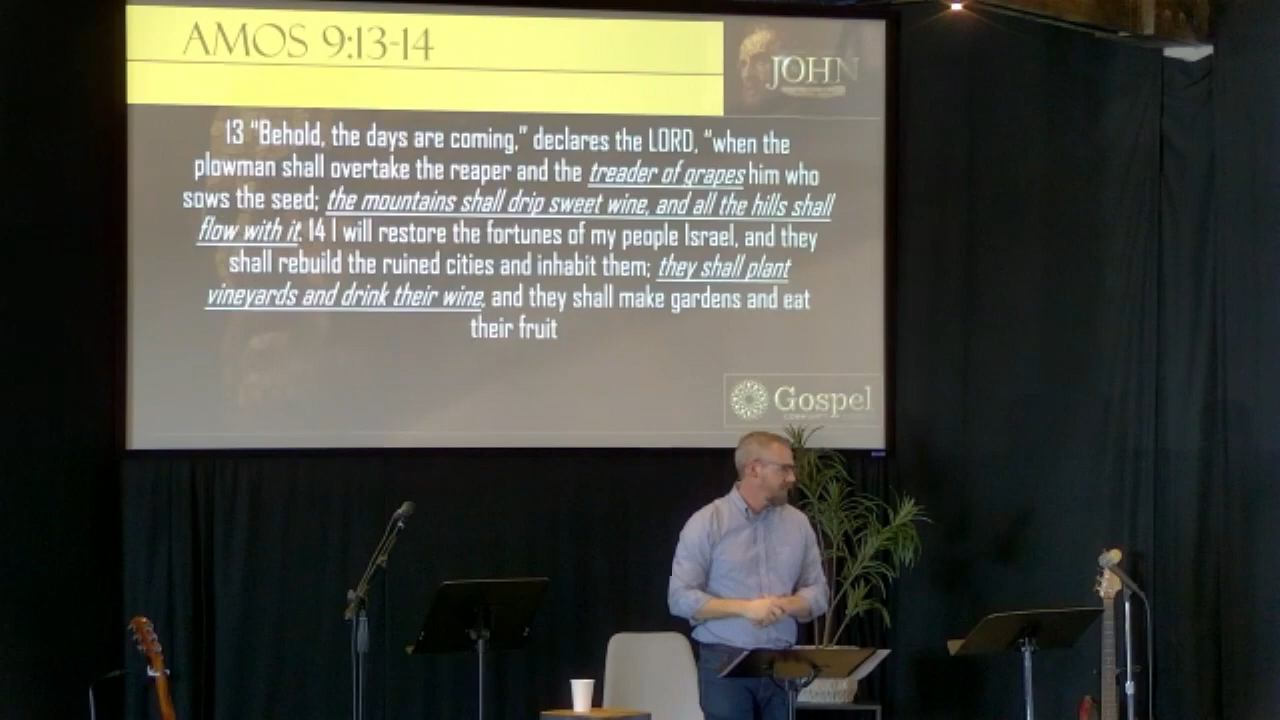 AMOS 9:13-14
JOHN
13 “Behold, the days are coming,” declares the LORD, “when the
plowman shall overtake the reaper and the treader of grapes him who
sows the seed; the mountains shall drip sweet wine, and all the hills shall
flow with it. 14 I will restore the fortunes of my people Israel, and they
shall rebuild the ruined cities and inhabit them; they shall plant
vineyards and drink their wine, and they shall make gardens and eat
their fruit
Gospel